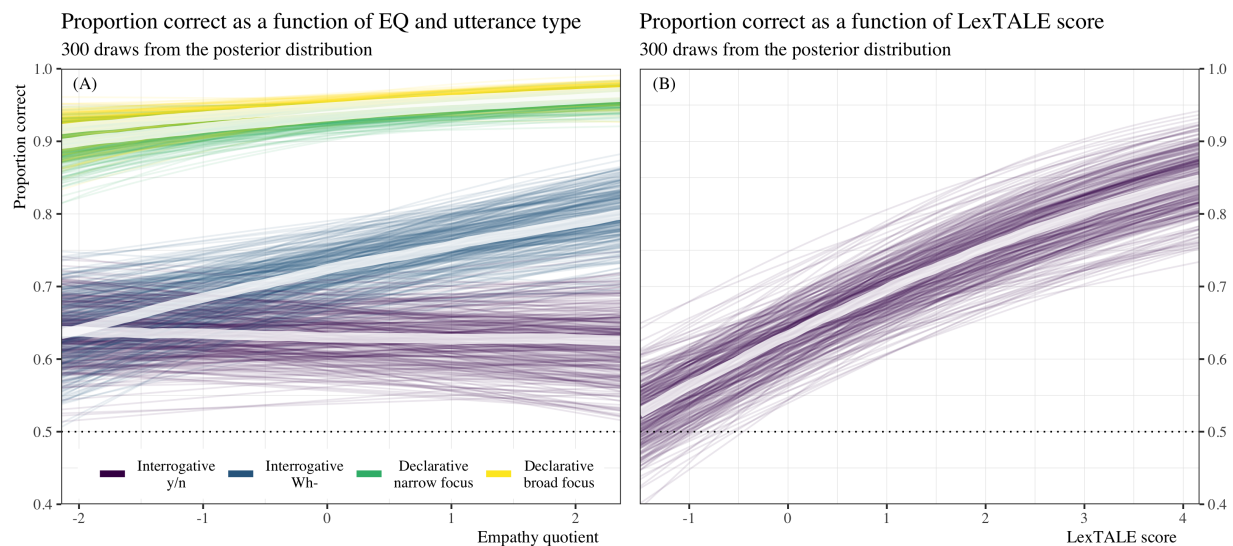 Proportion correct as a function of EQ and utterance type
300 draws from the posterior distribution
Proportion correct
(A)
1.0
0.9
0.8
0.7
0.6
0.5
0.4
Interrogative
y/n
Interrogative
Wh-
Declarative
narrow focus
Declarative
broad focus
-2 -1 0 1 2
Empathy quotient
Proportion correct as a function of LexTALE score
300 draws from the posterior distribution
(B)
1.0
0.9
0.8
0.7
0.6
0.5
0.4
-1 0 1 2 3 4
LexTALE score